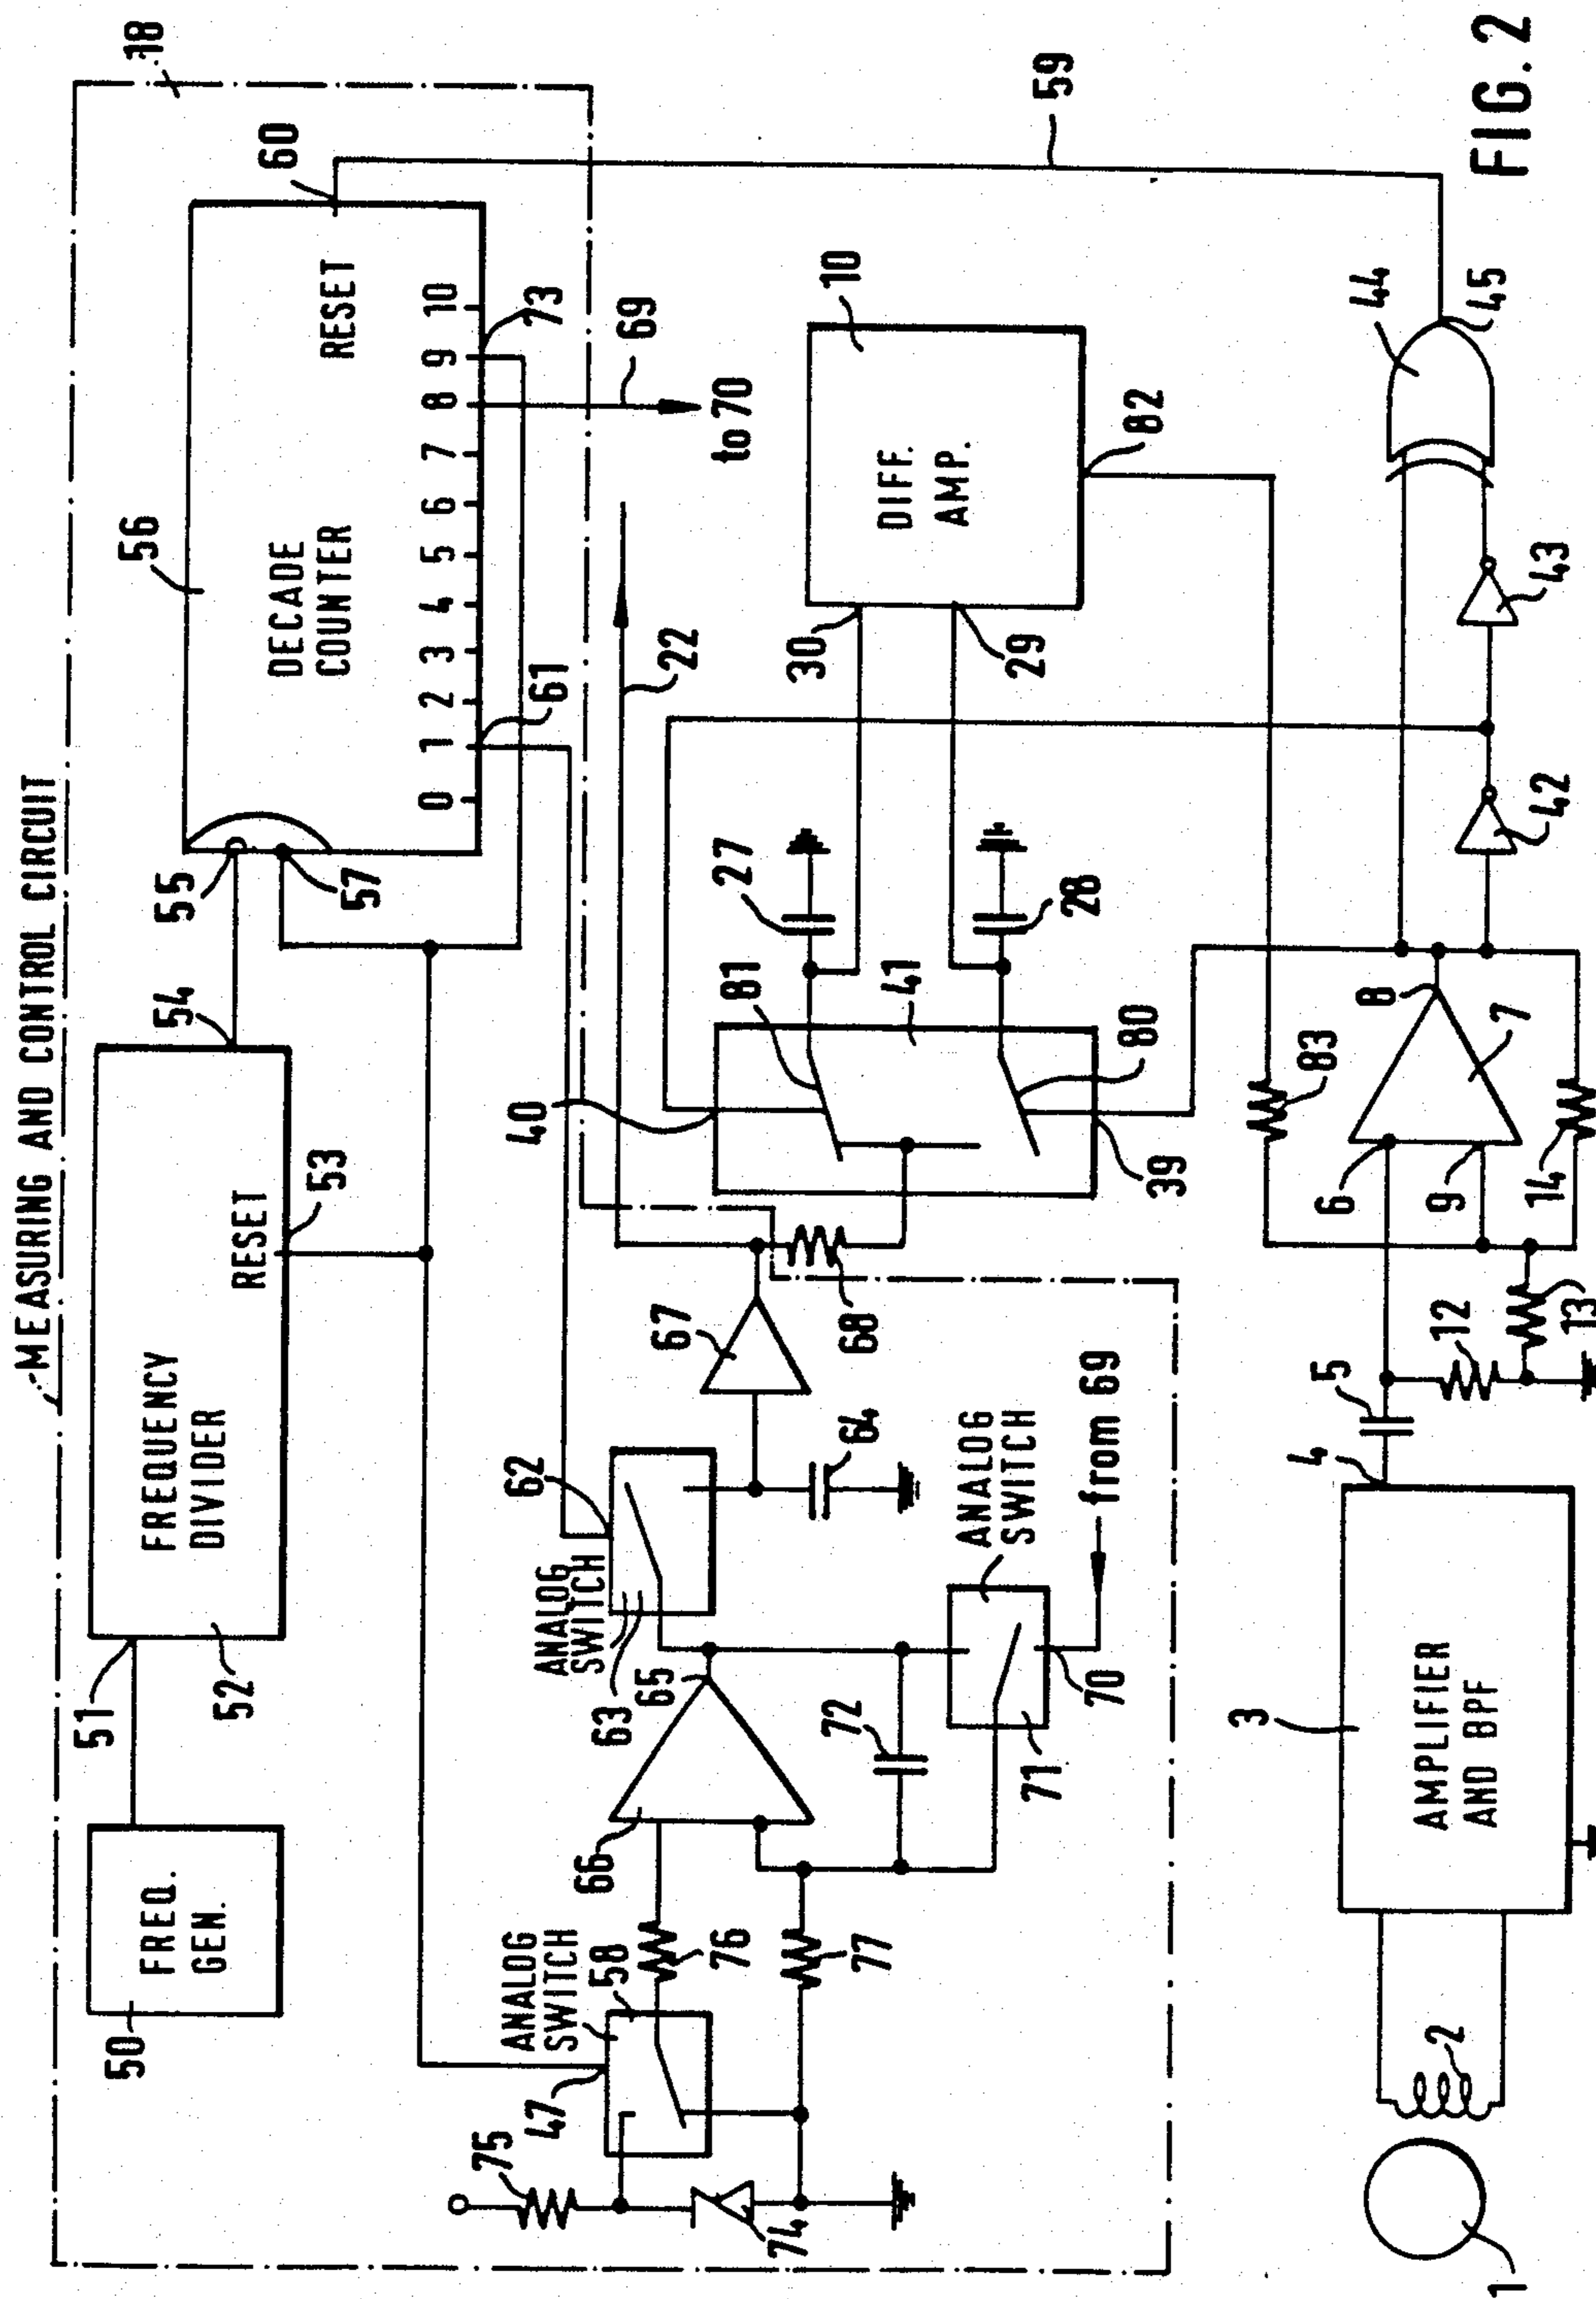 MEASURING AND CONTROL CIRCUIT
18
50
FREQ.
GEN.
51
52
FREQUENCY
DIVIDER
RESET
53
54
55
57
56
DECADE
COUNTER
RESET
60
0 1 2 3 4 5 6 7 8 9 10
61
73
69
to 70
59
22
75
74
47
ANALOG
SWITCH
58
76
77
66
65
72
ANALOG
SWITCH
63
62
64
67
68
71
70
ANALOG
SWITCH
from 69
40
81
41
80
39
27
28
30
29
DIFF.
AMP.
10
82
83
1
2
3
AMPLIFIER
AND BPF
4
5
12
13
6
9
14
7
8
42
43
44
45
FIG. 2